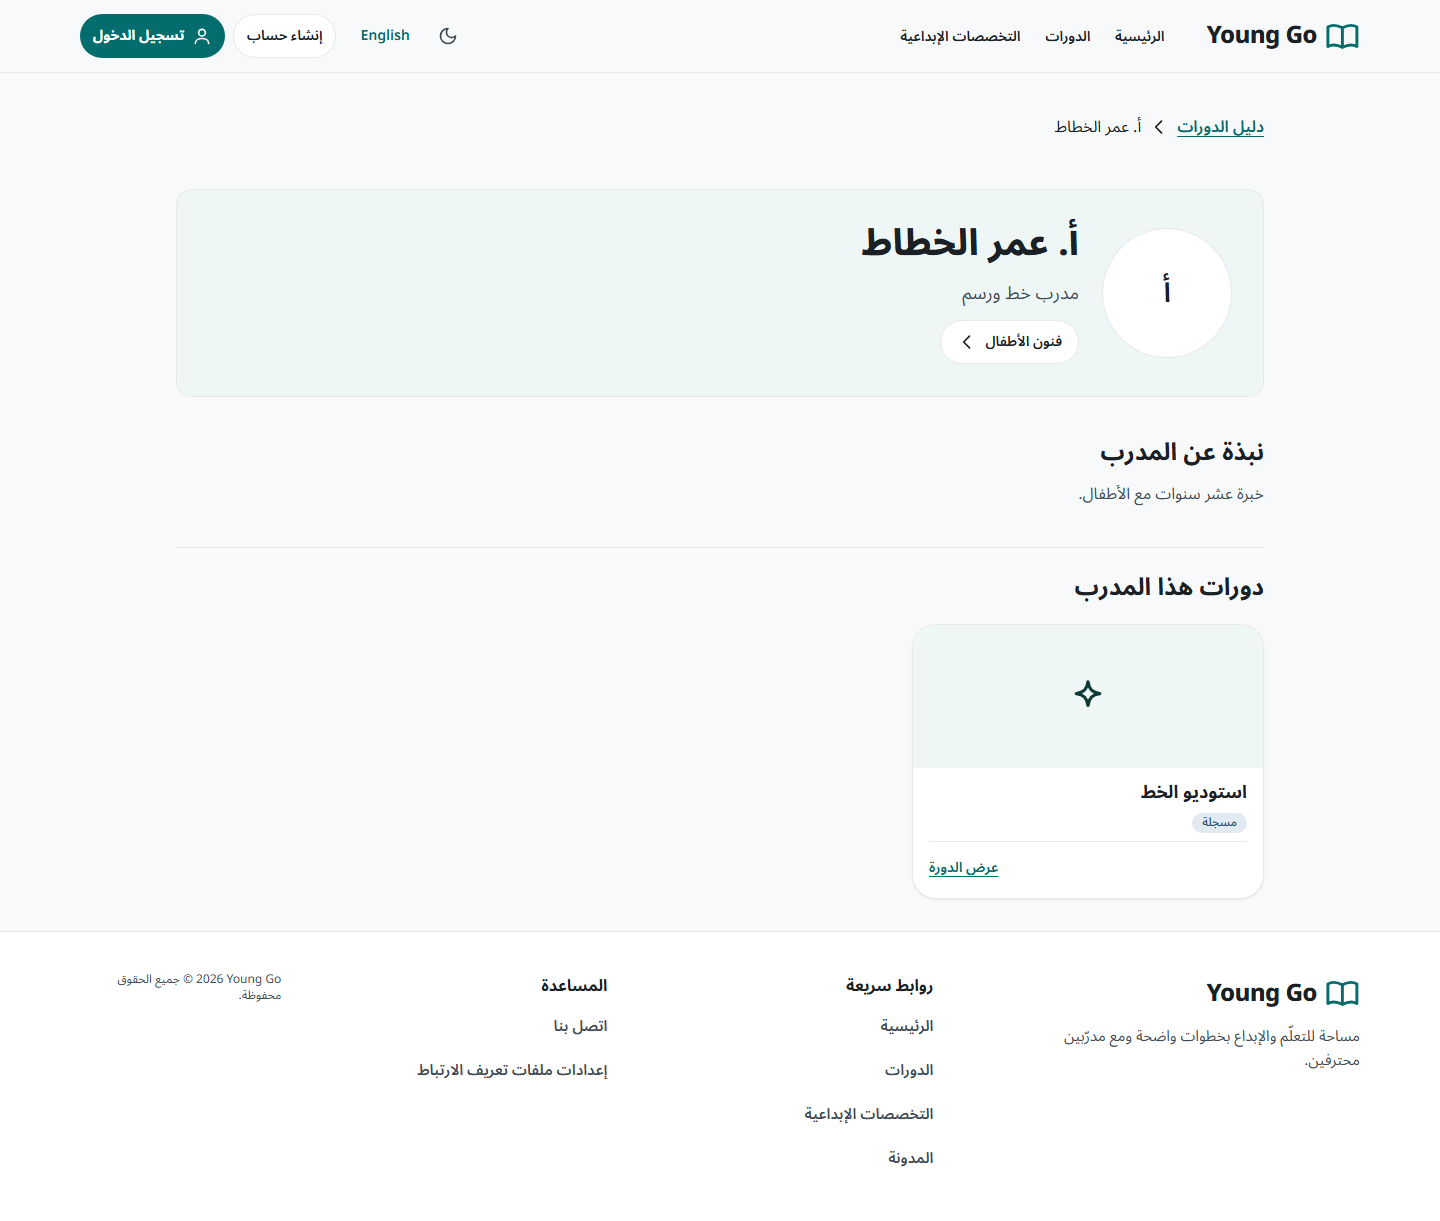 Young Go
الرئيسية
الدورات
التخصصات الإبداعية
English
إنشاء حساب
تسجيل الدخول
دليل الدورات
أ. عمر الخطاط
أ
أ. عمر الخطاط
مدرب خط ورسم
فنون الأطفال
نبذة عن المدرب
خبرة عشر سنوات مع الأطفال.
دورات هذا المدرب
استوديو الخط
مسجلة
عرض الدورة
Young Go
مساحة للتعلّم والإبداع بخطوات واضحة ومع مدرّبين
محترفين.
روابط سريعة
الرئيسية
الدورات
التخصصات الإبداعية
المدونة
المساعدة
اتصل بنا
إعدادات ملفات تعريف الارتباط
Young Go 2026 © جميع الحقوق
محفوظة.